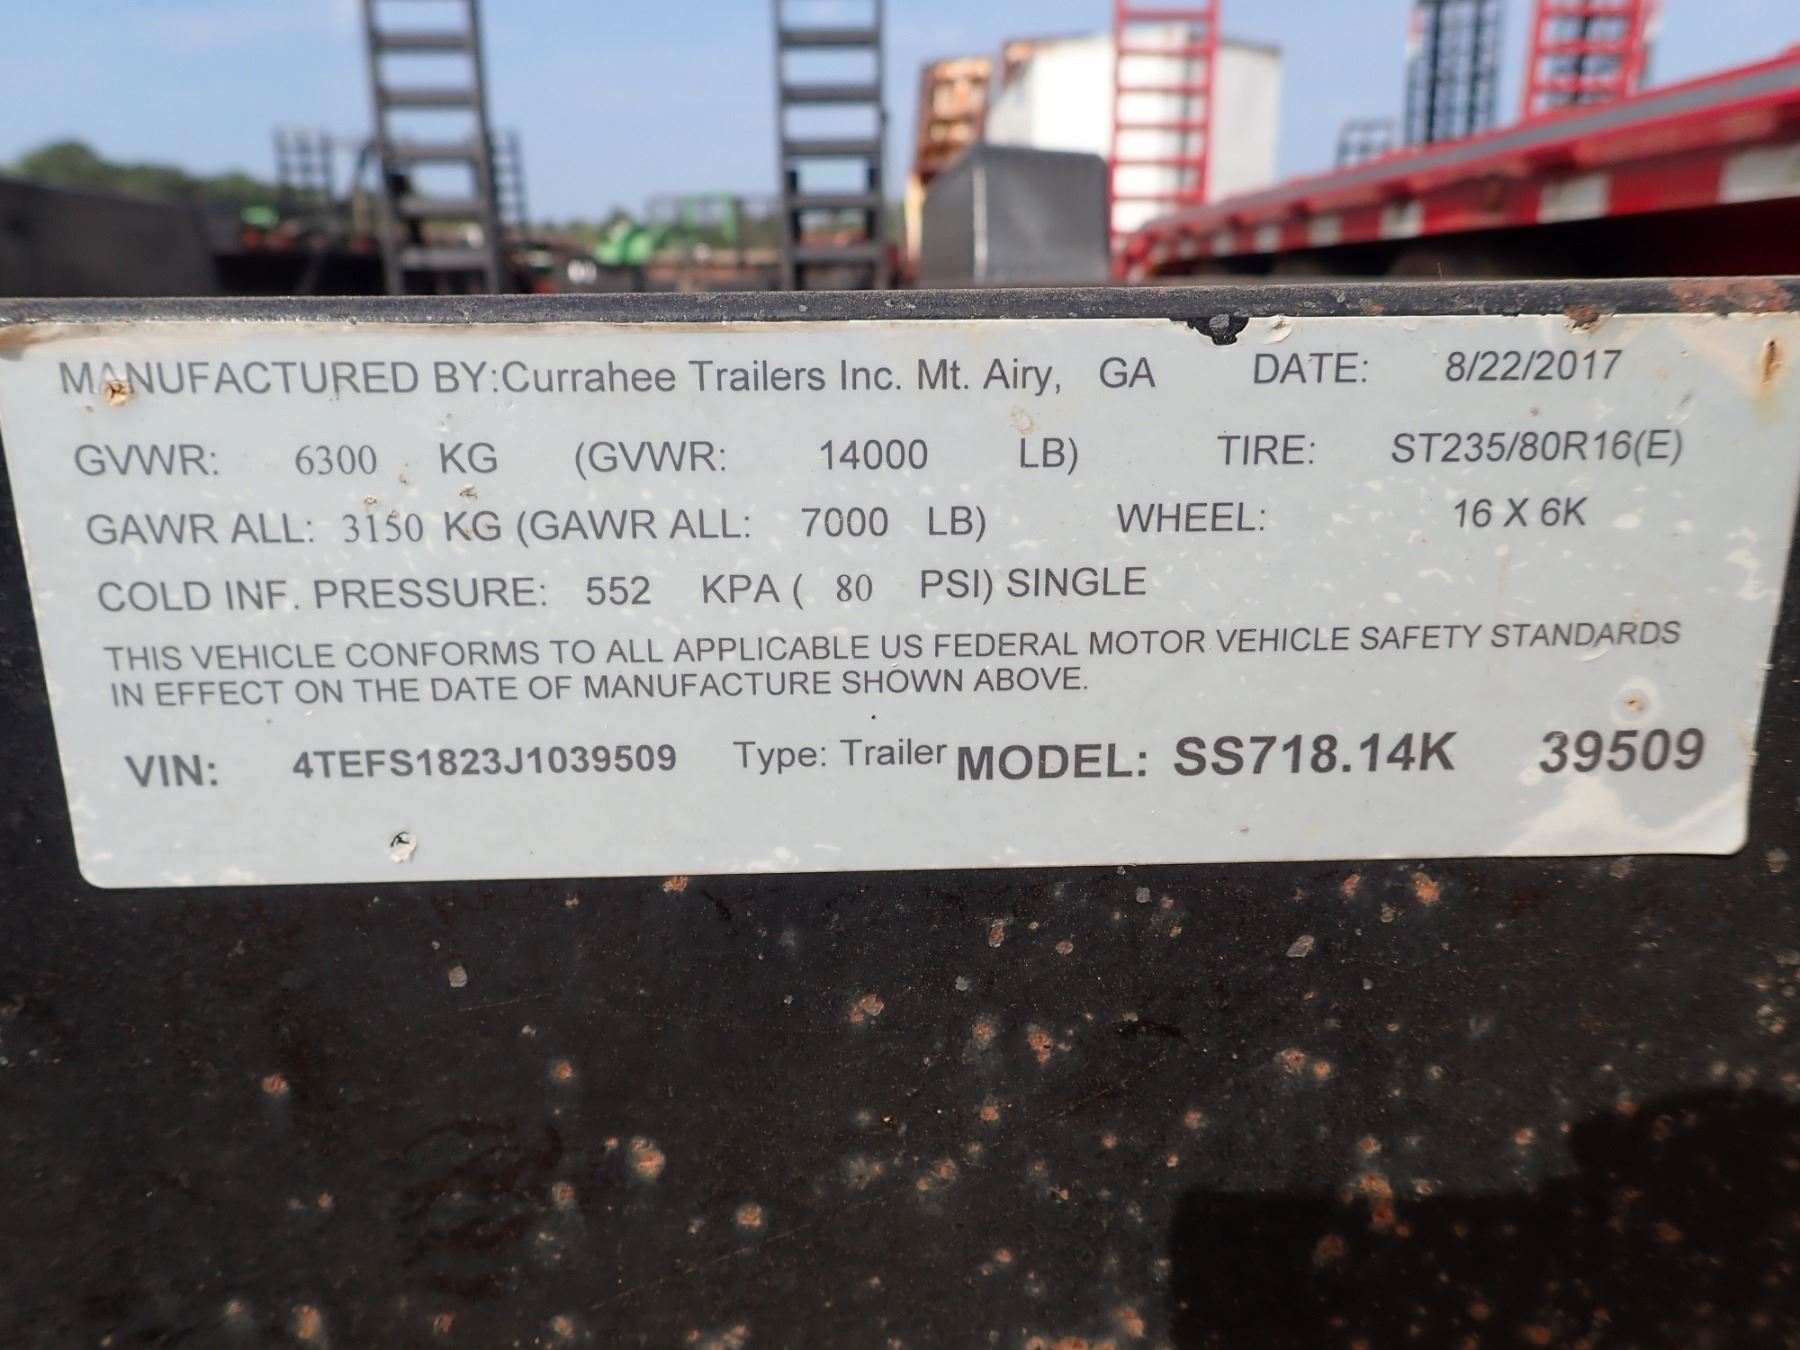 MANUFACTURED BY:Currahee Trailers Inc. Mt. Airy, GA DATE: 8/22/2017
GVWR: 6300 KG (GVWR: 14000 LB) TIRE: ST235/80R16(E)
GAWR ALL: 3150 KG (GAWR ALL: 7000 LB) WHEEL: 16 X 6K
COLD INF. PRESSURE: 552 KPA ( 80 PSI) SINGLE
THIS VEHICLE CONFORMS TO ALL APPLICABLE US FEDERAL MOTOR VEHICLE SAFETY STANDARDS
IN EFFECT ON THE DATE OF MANUFACTURE SHOWN ABOVE.
VIN: 4TEFS1823J1039509 Type: Trailer MODEL: SS718.14K 39509